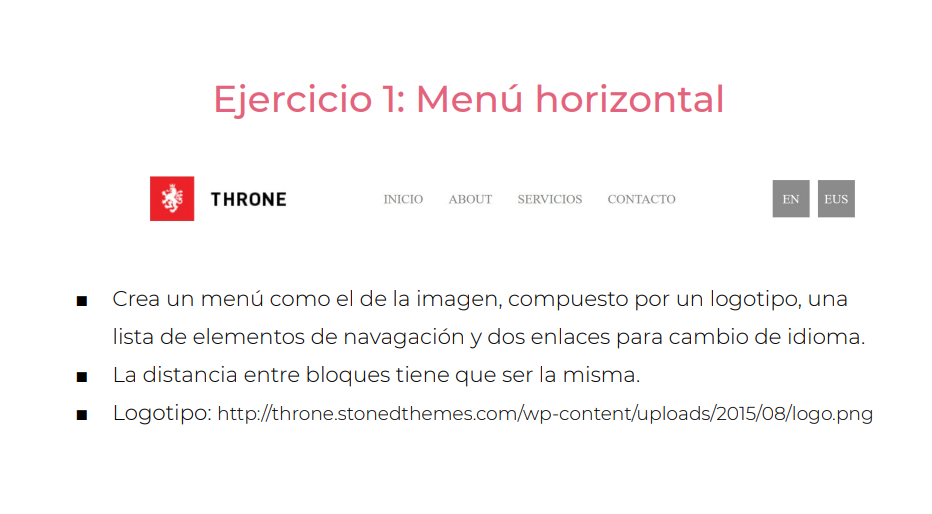 Ejercicio 1: Menú horizontal
THRONE INICIO ABOUT SERVICIOS CONTACTO EN EUS
■ Crea un menú como el de la imagen, compuesto por un logotipo, una
lista de elementos de navagación y dos enlaces para cambio de idioma.
■ La distancia entre bloques tiene que ser la misma.
■ Logotipo: http://throne.stonedthemes.com/wp-content/uploads/2015/08/logo.png